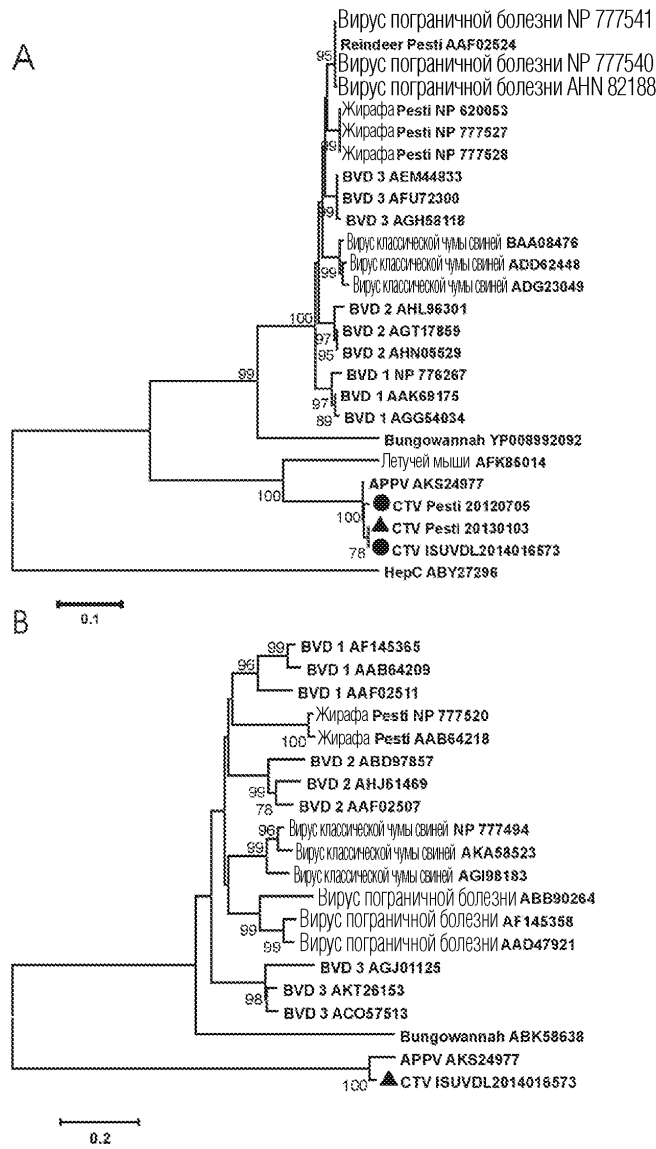 A
Вирус пограничной болезни NP 777541
95
Reindeer Pesti AAF02524
Вирус пограничной болезни NP 777540
Вирус пограничной болезни AHN 82188
Жирафа Pesti NP 620053
Жирафа Pesti NP 777527
99
Жирафа Pesti NP 777528
BVD 3 AEM44833
BVD 3 AFU72300
99
BVD 3 AGH58118
Вирус классической чумы свиней BAA08476
Вирус классической чумы свиней ADD62448
99
Вирус классической чумы свиней ADG23049
BVD 2 AHL96301
100
BVD 2 AGT17859
97
BVD 2 AHN05529
95
BVD 1 NP 776267
99
BVD 1 AAK69175
97
BVD 1 AGG54034
89
Bungowannah YP008992092
Летучей мыши AFK85014
100
APPV AKS24977
CTV Pesti 20120705
100
CTV Pesti 20130103
CTV ISUVDL2014016573
78
HepC ABY27296
0.1
B
99
BVD 1 AF145365
96
BVD 1 AAB64209
BVD 1 AAF02511
Жирафа Pesti NP 777520
100
Жирафа Pesti AAB64218
BVD 2 ABD97857
BVD 2 AHJ61469
99
BVD 2 AAF02507
78
96
Вирус классической чумы свиней NP 777494
99
Вирус классической чумы свиней AKA58523
Вирус классической чумы свиней AGI98183
Вирус пограничной болезни ABB90264
Вирус пограничной болезни AF145358
99
Вирус пограничной болезни AAD47921
99
BVD 3 AGJ01125
BVD 3 AKT26153
98
BVD 3 ACO57513
Bungowannah ABK58638
APPV AKS24977
100
CTV ISUVDL2014016573
0.2